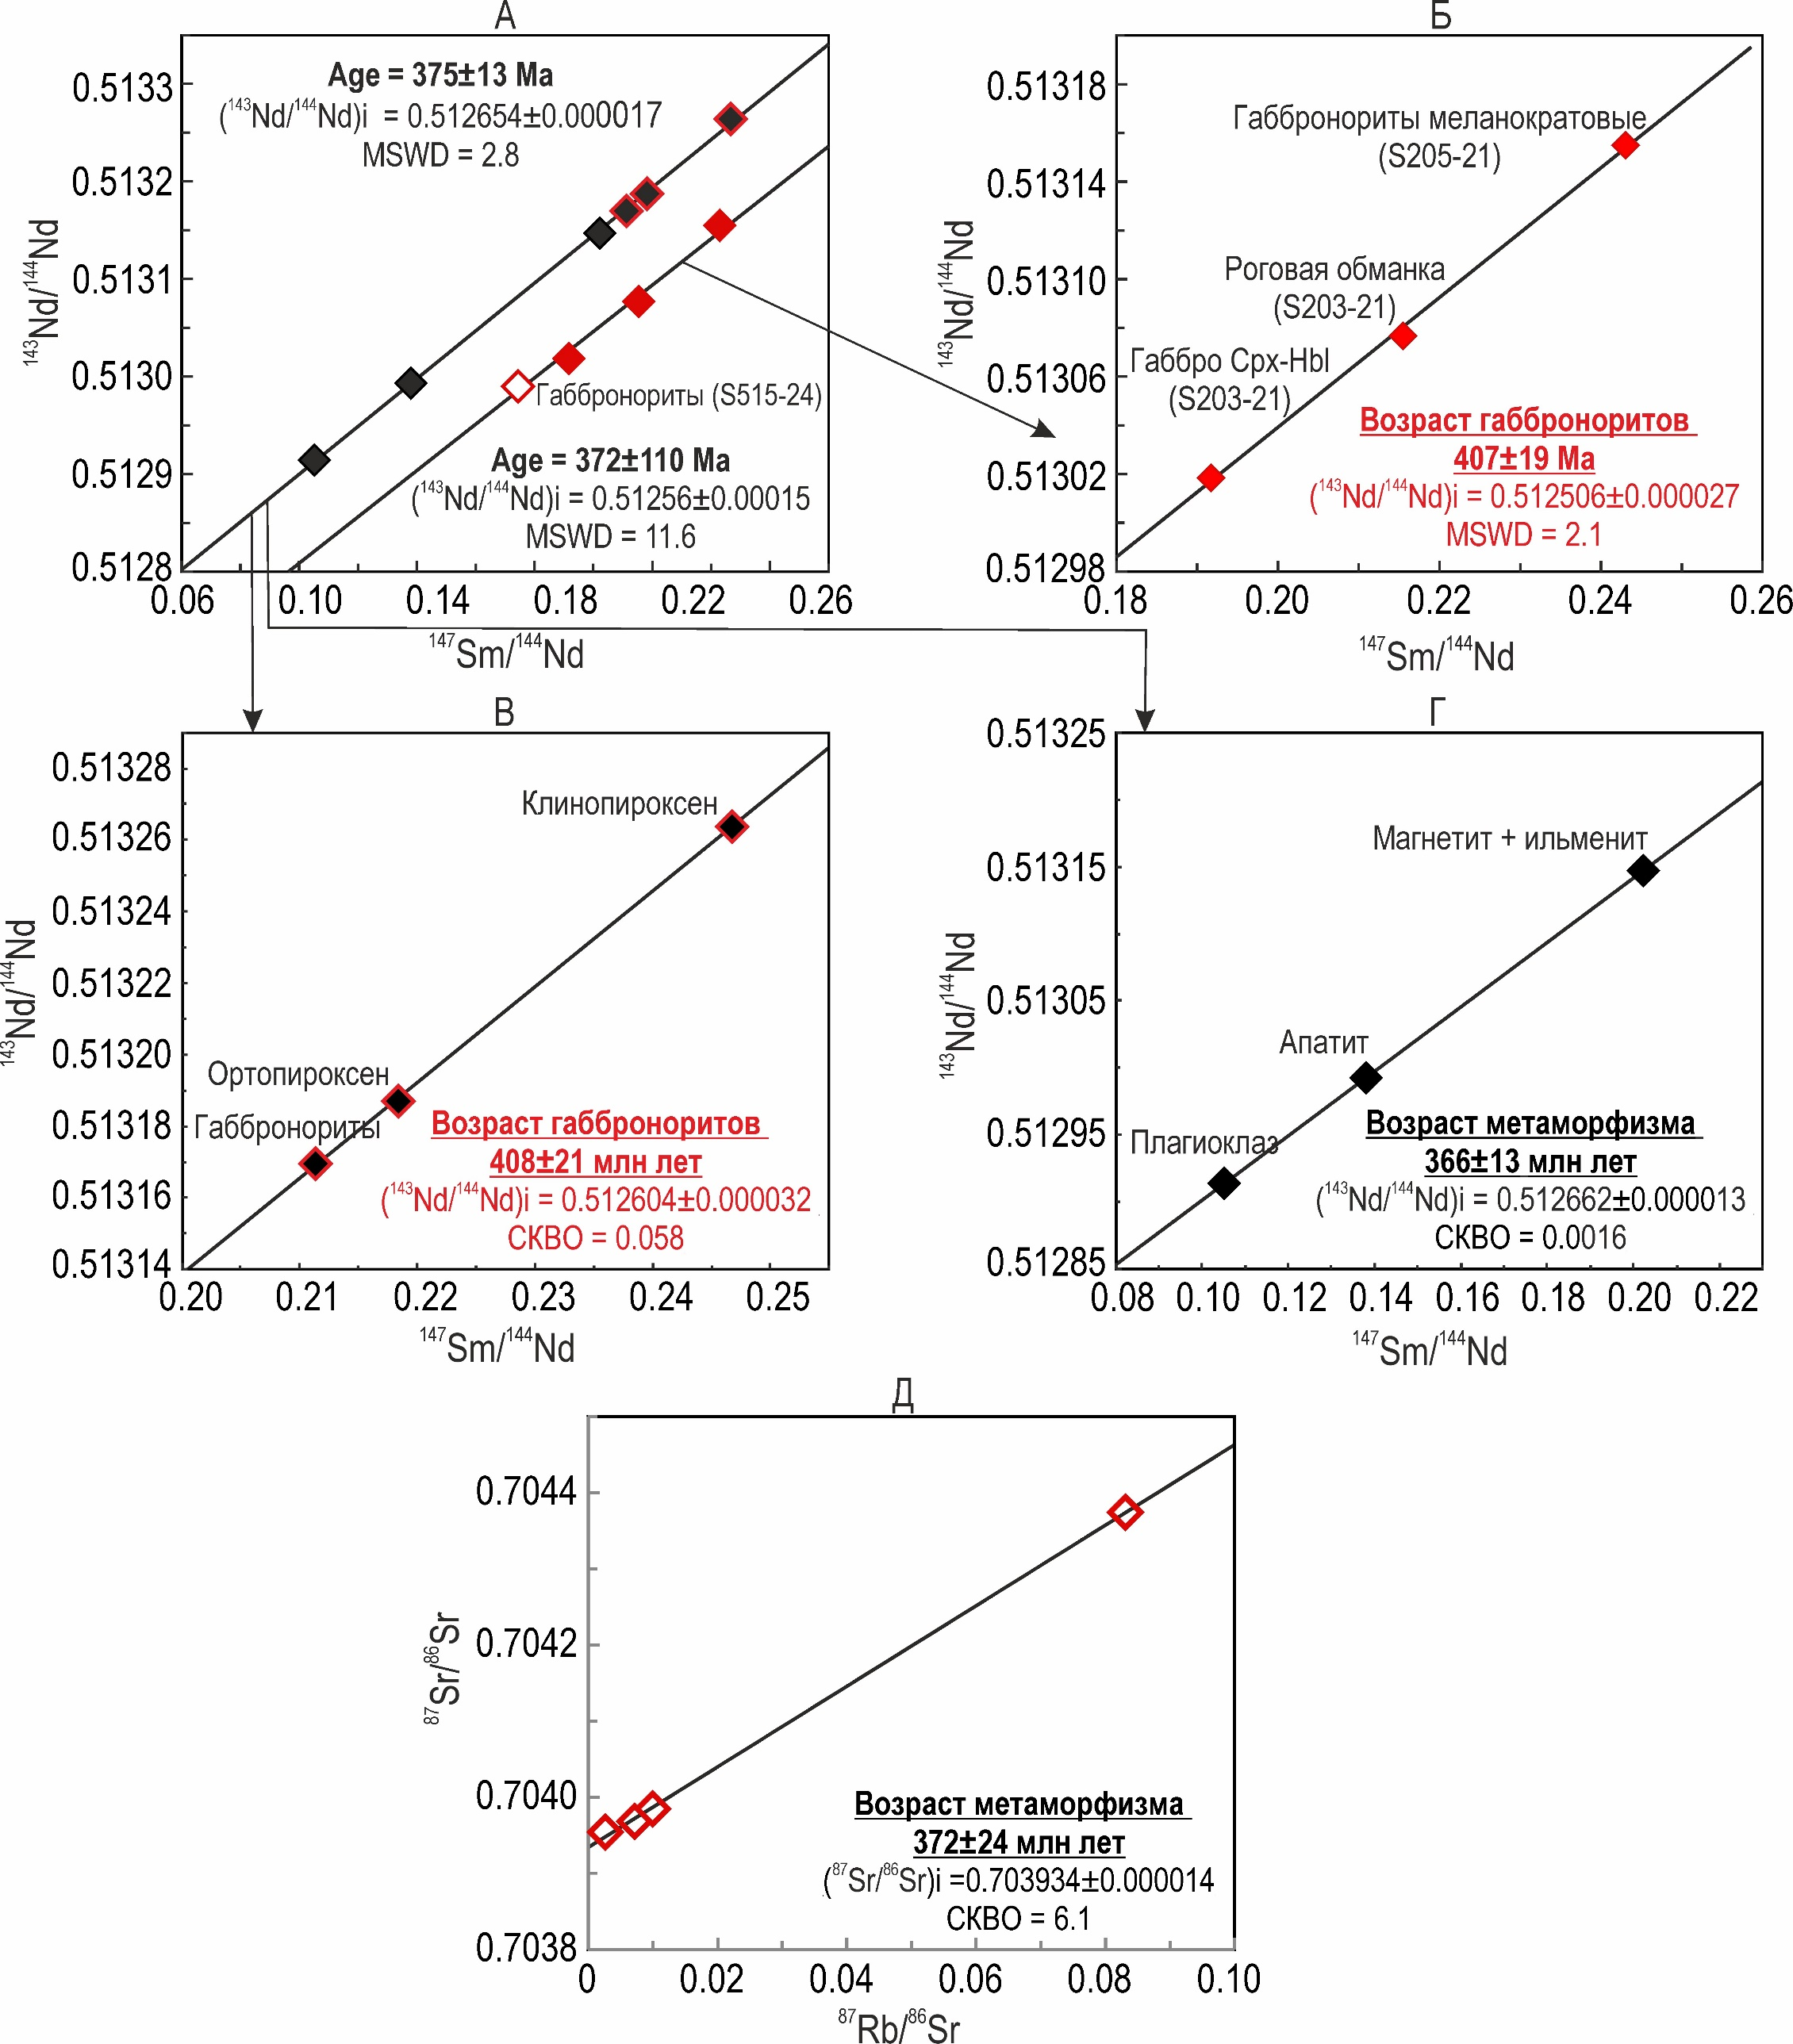 А
0.5133
0.5132
0.5131
0.5130
0.5129
0.5128
143Nd/144Nd
Age = 375±13 Ma
(143Nd/144Nd)i = 0.512654±0.000017
MSWD = 2.8
Габбронориты (S515-24)
Age = 372±110 Ma
(143Nd/144Nd)i = 0.51256±0.00015
MSWD = 11.6
0.06 0.10 0.14 0.18 0.22 0.26
147Sm/144Nd
Б
0.51318
0.51314
0.51310
0.51306
0.51302
0.51298
143Nd/144Nd
Габбронориты меланократовые
(S205-21)
Роговая обманка
(S203-21)
Габбро Cpx-Hbl
(S203-21)
Возраст габброноритов
407±19 Ma
(143Nd/144Nd)i = 0.512506±0.000027
MSWD = 2.1
0.18 0.20 0.22 0.24 0.26
147Sm/144Nd
В
0.51328
0.51326
0.51324
0.51322
0.51320
0.51318
0.51316
0.51314
143Nd/144Nd
Клинопироксен
Ортопироксен
Габбронориты
Возраст габброноритов
408±21 млн лет
(143Nd/144Nd)i = 0.512604±0.000032
СКВО = 0.058
0.20 0.21 0.22 0.23 0.24 0.25
147Sm/144Nd
Г
0.51325
0.51315
0.51305
0.51295
0.51285
143Nd/144Nd
Магнетит + ильменит
Апатит
Плагиоклаз
Возраст метаморфизма
366±13 млн лет
(143Nd/144Nd)i = 0.512662±0.000013
СКВО = 0.0016
0.08 0.10 0.12 0.14 0.16 0.18 0.20 0.22
147Sm/144Nd
Д
0.7044
0.7042
0.7040
0.7038
87Sr/86Sr
Возраст метаморфизма
372±24 млн лет
(87Sr/86Sr)i =0.703934±0.000014
СКВО = 6.1
0 0.02 0.04 0.06 0.08 0.10
87Rb/86Sr